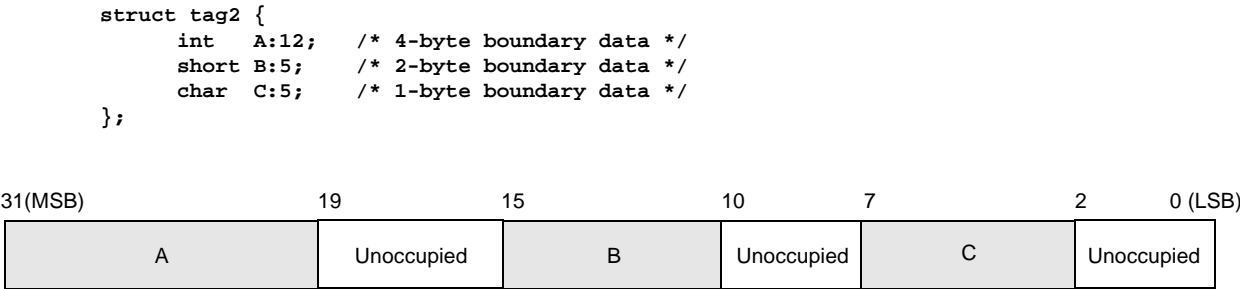 struct tag2 {
int A:12; /* 4-byte boundary data */
short B:5; /* 2-byte boundary data */
char C:5; /* 1-byte boundary data */
};
31(MSB) 19 15 10 7 2 0 (LSB)
A Unoccupied B Unoccupied C Unoccupied